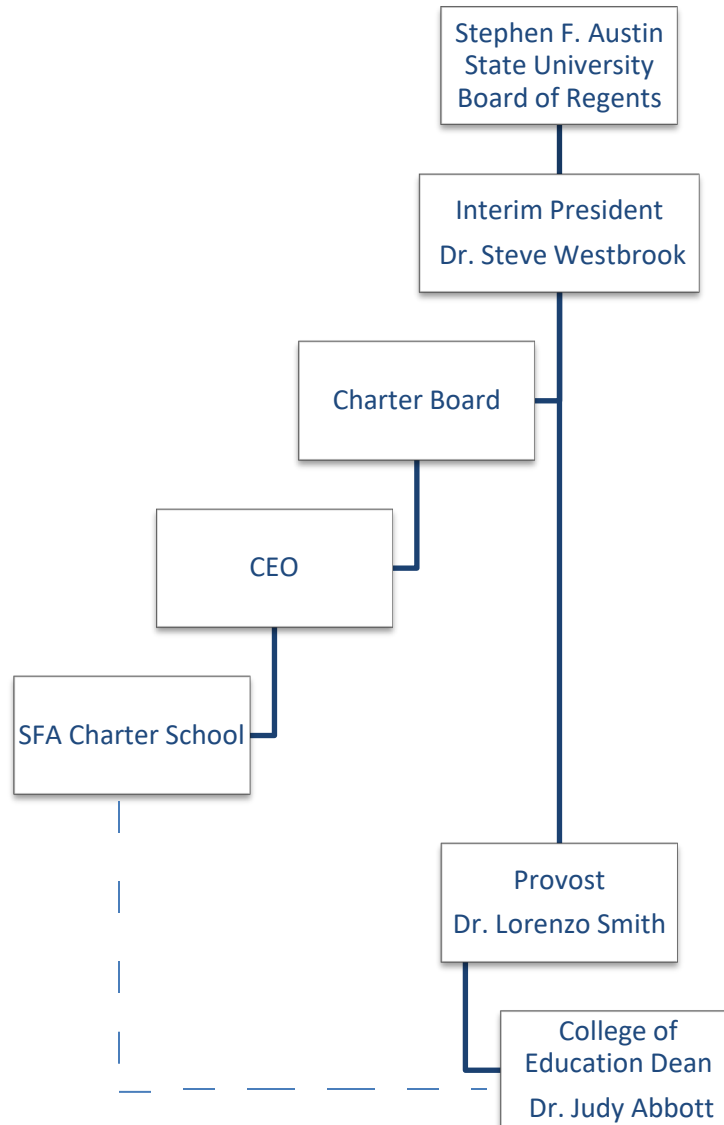 Stephen F. Austin
State University
Board of Regents
Interim President
Dr. Steve Westbrook
Charter Board
CEO
SFA Charter School
Provost
Dr. Lorenzo Smith
College of
Education Dean
Dr. Judy Abbott